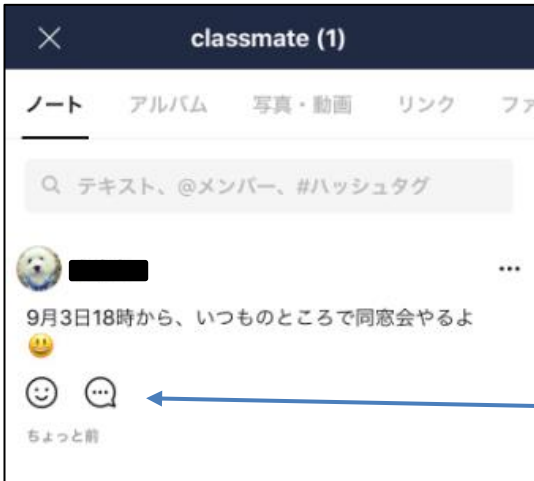 classmate (1)
ノート アルバム 写真・動画 リンク ファ
テキスト、@メンバー、#ハッシュタグ
9月3日18時から、いつものところで同窓会やるよ
😃
ちょっと前